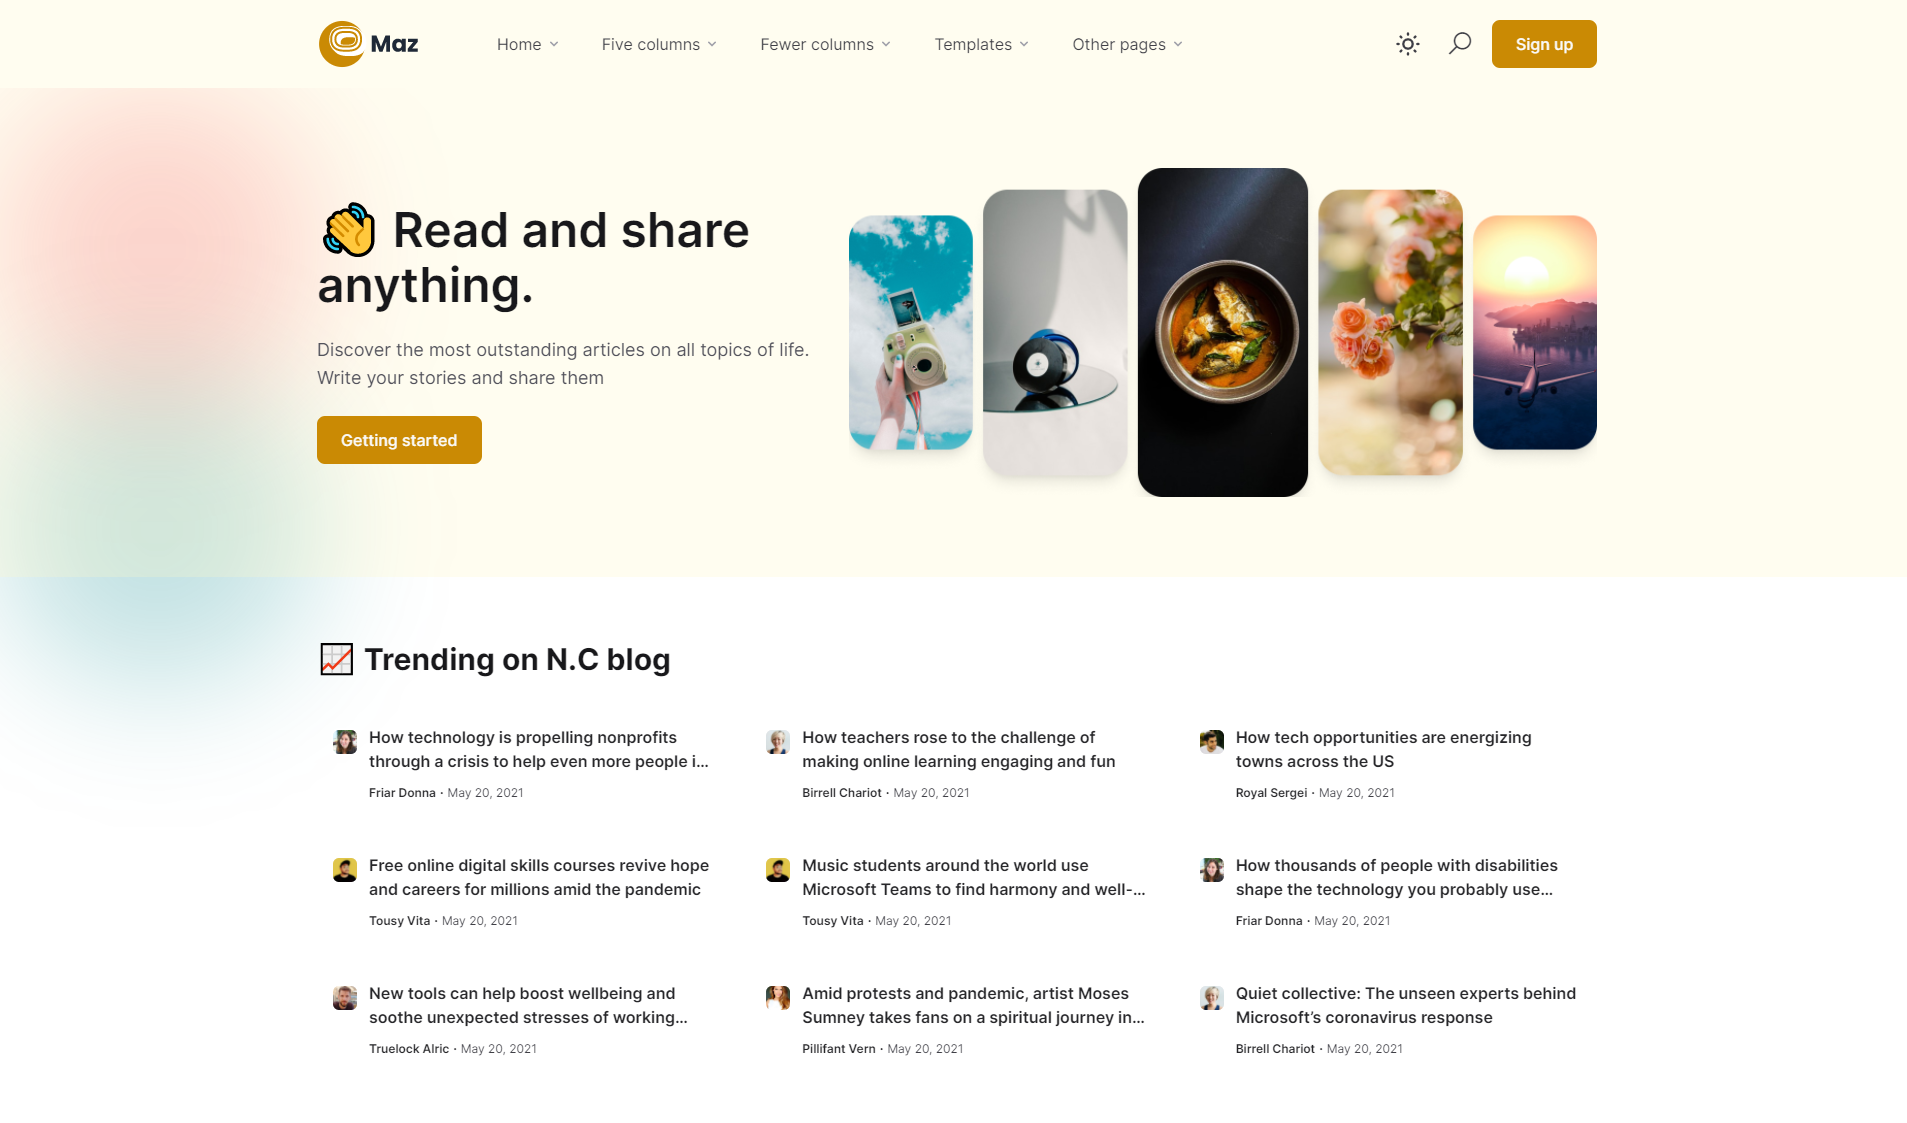 Maz
Home
Five columns
Fewer columns
Templates
Other pages
Sign up
Read and share
anything.
Discover the most outstanding articles on all topics of life.
Write your stories and share them
Getting started
Trending on N.C blog
How technology is propelling nonprofits
through a crisis to help even more people i...
Friar Donna · May 20, 2021
How teachers rose to the challenge of
making online learning engaging and fun
Birrell Chariot · May 20, 2021
How tech opportunities are energizing
towns across the US
Royal Sergei · May 20, 2021
Free online digital skills courses revive hope
and careers for millions amid the pandemic
Tousy Vita · May 20, 2021
Music students around the world use
Microsoft Teams to find harmony and well-...
Tousy Vita · May 20, 2021
How thousands of people with disabilities
shape the technology you probably use...
Friar Donna · May 20, 2021
New tools can help boost wellbeing and
soothe unexpected stresses of working...
Truelock Alric · May 20, 2021
Amid protests and pandemic, artist Moses
Sumney takes fans on a spiritual journey in...
Pillifant Vern · May 20, 2021
Quiet collective: The unseen experts behind
Microsoft’s coronavirus response
Birrell Chariot · May 20, 2021